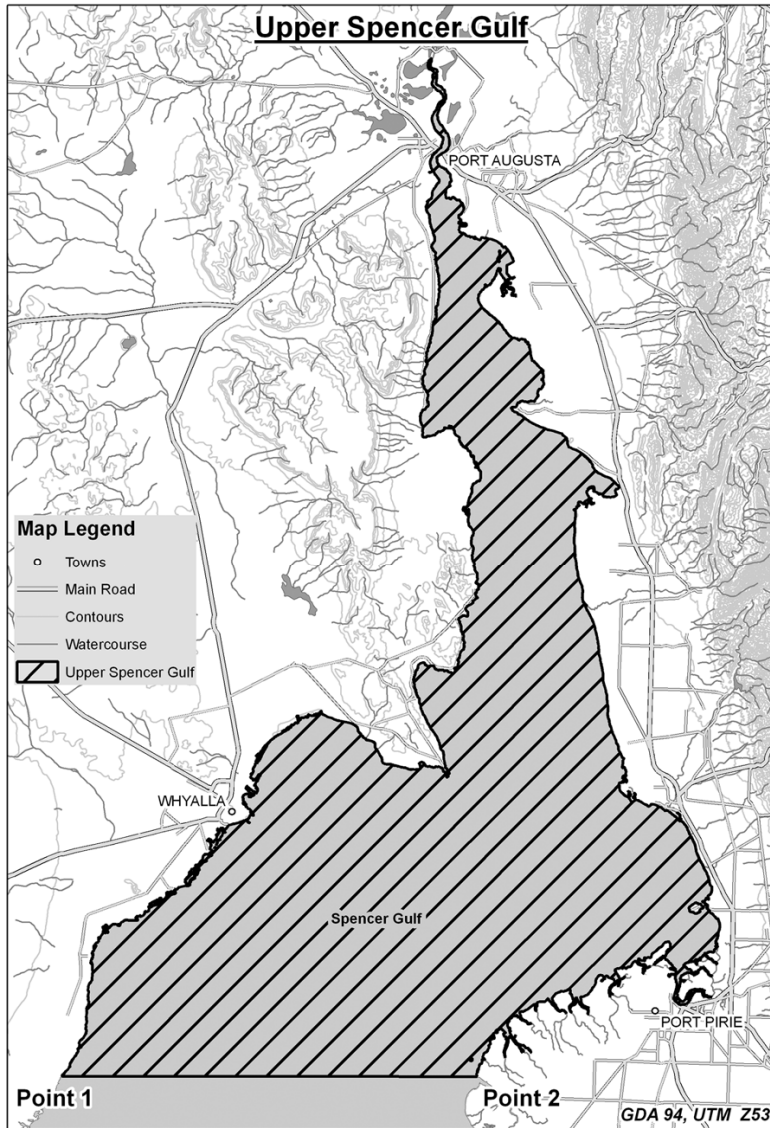 Upper Spencer Gulf
PORT AUGUSTA
Map Legend
Towns
Main Road
Contours
Watercourse
Upper Spencer Gulf
WHYALLA
Spencer Gulf
PORT PIRIE
Point 1
Point 2
GDA 94, UTM Z53